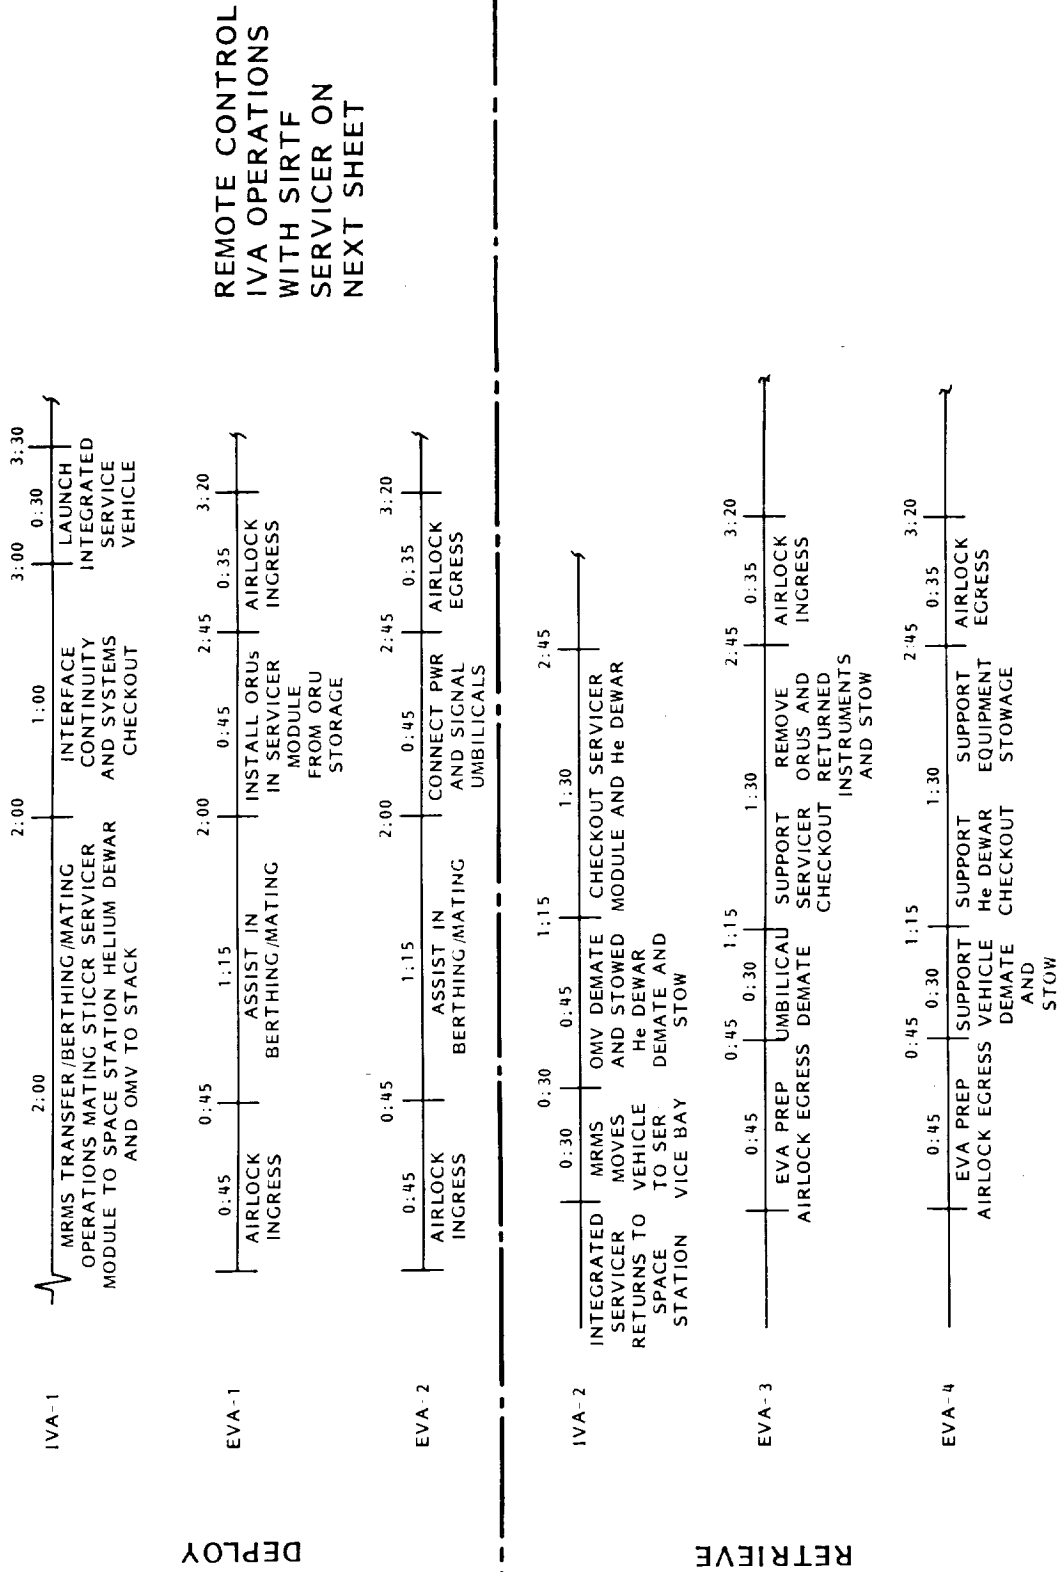 DEPLOY
IVA-1
2:00
2:00
1:00
3:00
0:30
3:30
MRMS TRANSFER/BERTHING/MATING
OPERATIONS MATING STICCR SERVICER
MODULE TO SPACE STATION HELIUM DEWAR
AND OMV TO STACK
INTERFACE
CONTINUITY
AND SYSTEMS
CHECKOUT
LAUNCH
INTEGRATED
SERVICE
VEHICLE
EVA-1
0:45
0:45
1:15
2:00
0:45
2:45
0:35
3:20
AIRLOCK
INGRESS
ASSIST IN
BERTHING/MATING
INSTALL ORUs
IN SERVICER
MODULE
FROM ORU
STORAGE
AIRLOCK
INGRESS
EVA-2
0:45
0:45
1:15
2:00
0:45
2:45
0:35
3:20
AIRLOCK
INGRESS
ASSIST IN
BERTHING/MATING
CONNECT PWR
AND SIGNAL
UMBILICALS
AIRLOCK
EGRESS
REMOTE CONTROL
IVA OPERATIONS
WITH SIRTF
SERVICER ON
NEXT SHEET
RETRIEVE
IVA-2
0:30
0:30
0:45
1:15
1:30
2:45
INTEGRATED
SERVICER
RETURNS TO
SPACE
STATION
MRMS
MOVES
VEHICLE
TO SER
VICE BAY
OMV DEMATE
AND STOWED
He DEWAR
DEMATE AND
STOW
CHECKOUT SERVICER
MODULE AND He DEWAR
EVA-3
0:45
0:45
0:30
1:15
1:30
2:45
0:35
3:20
EVA PREP
AIRLOCK EGRESS
UMBILICAL
DEMATE
SUPPORT
SERVICER
CHECKOUT
REMOVE
ORUS AND
RETURNED
INSTRUMENTS
AND STOW
AIRLOCK
INGRESS
EVA-4
0:45
0:45
0:30
1:15
1:30
2:45
0:35
3:20
EVA PREP
AIRLOCK EGRESS
SUPPORT
VEHICLE
DEMATE
AND
STOW
SUPPORT
He DEWAR
CHECKOUT
SUPPORT
EQUIPMENT
STOWAGE
AIRLOCK
EGRESS